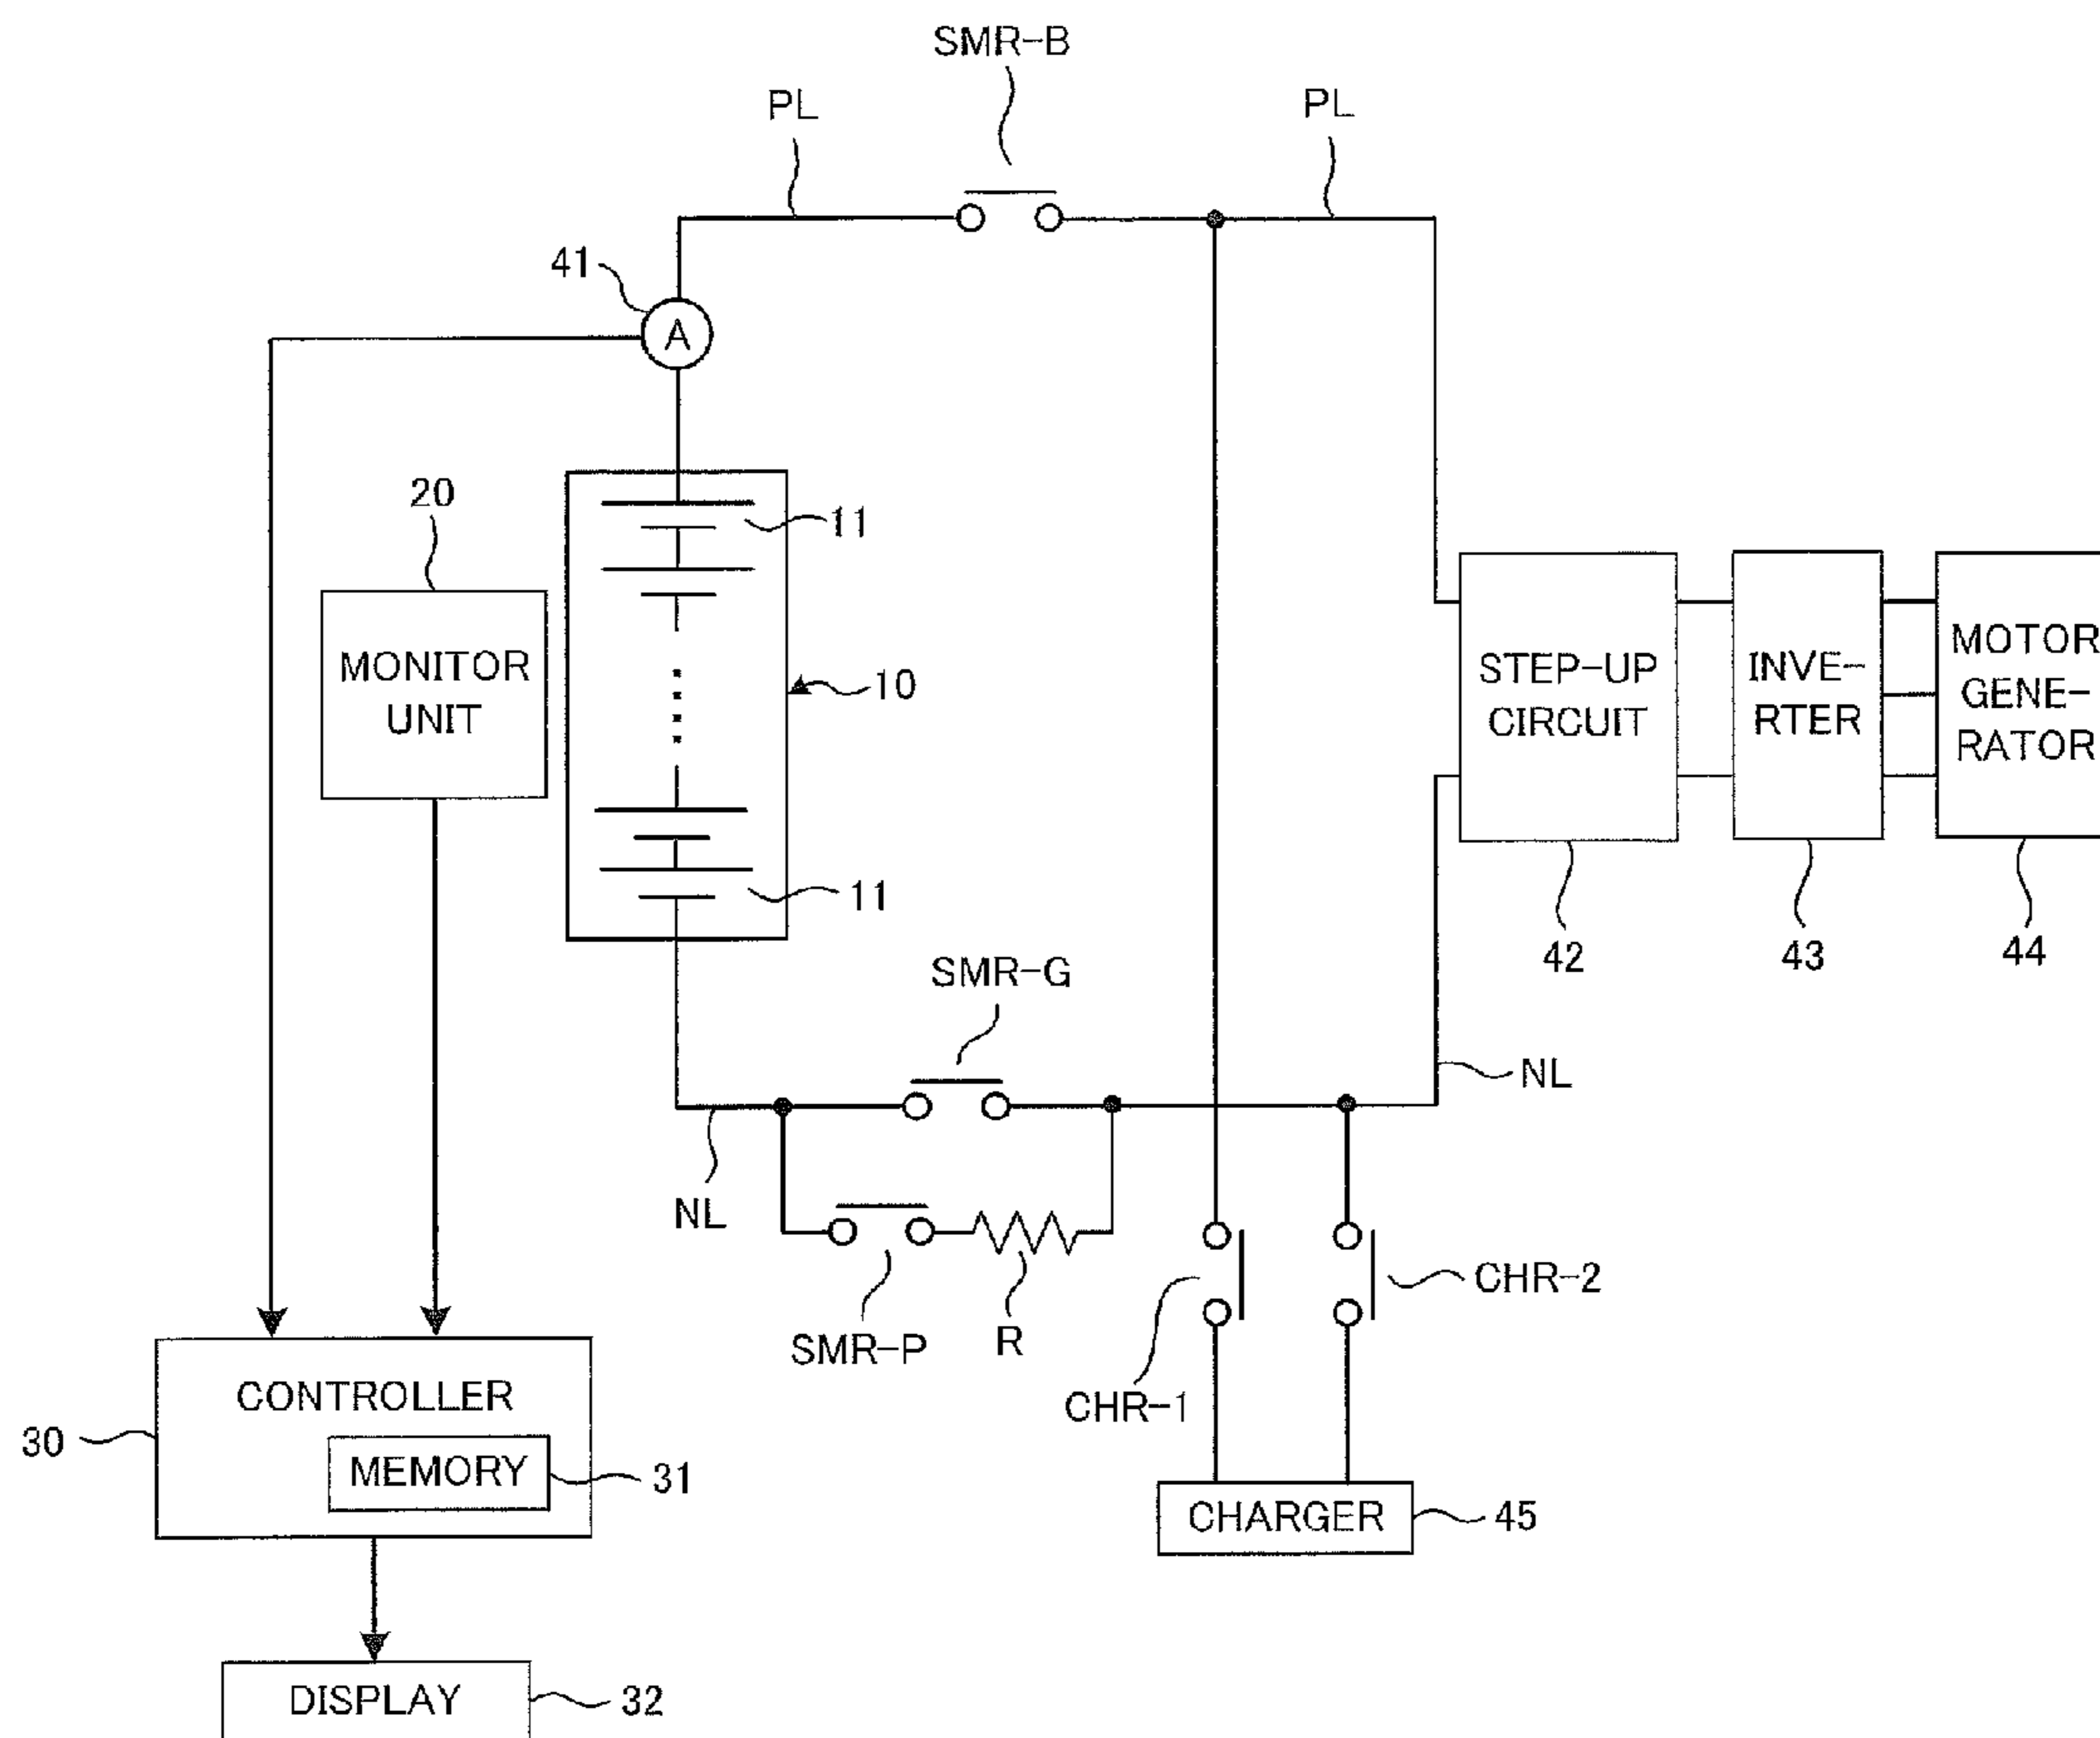 SMR-B
PL
PL
41
A
20
11
MONITOR
UNIT
10
STEP-UP
CIRCUIT
INVE-
RTER
MOTOR
GENE-
RATOR
11
42
43
44
SMR-G
NL
NL
SMR-P
R
CHR-2
CHR-1
CONTROLLER
30
MEMORY
31
CHARGER
45
DISPLAY
32